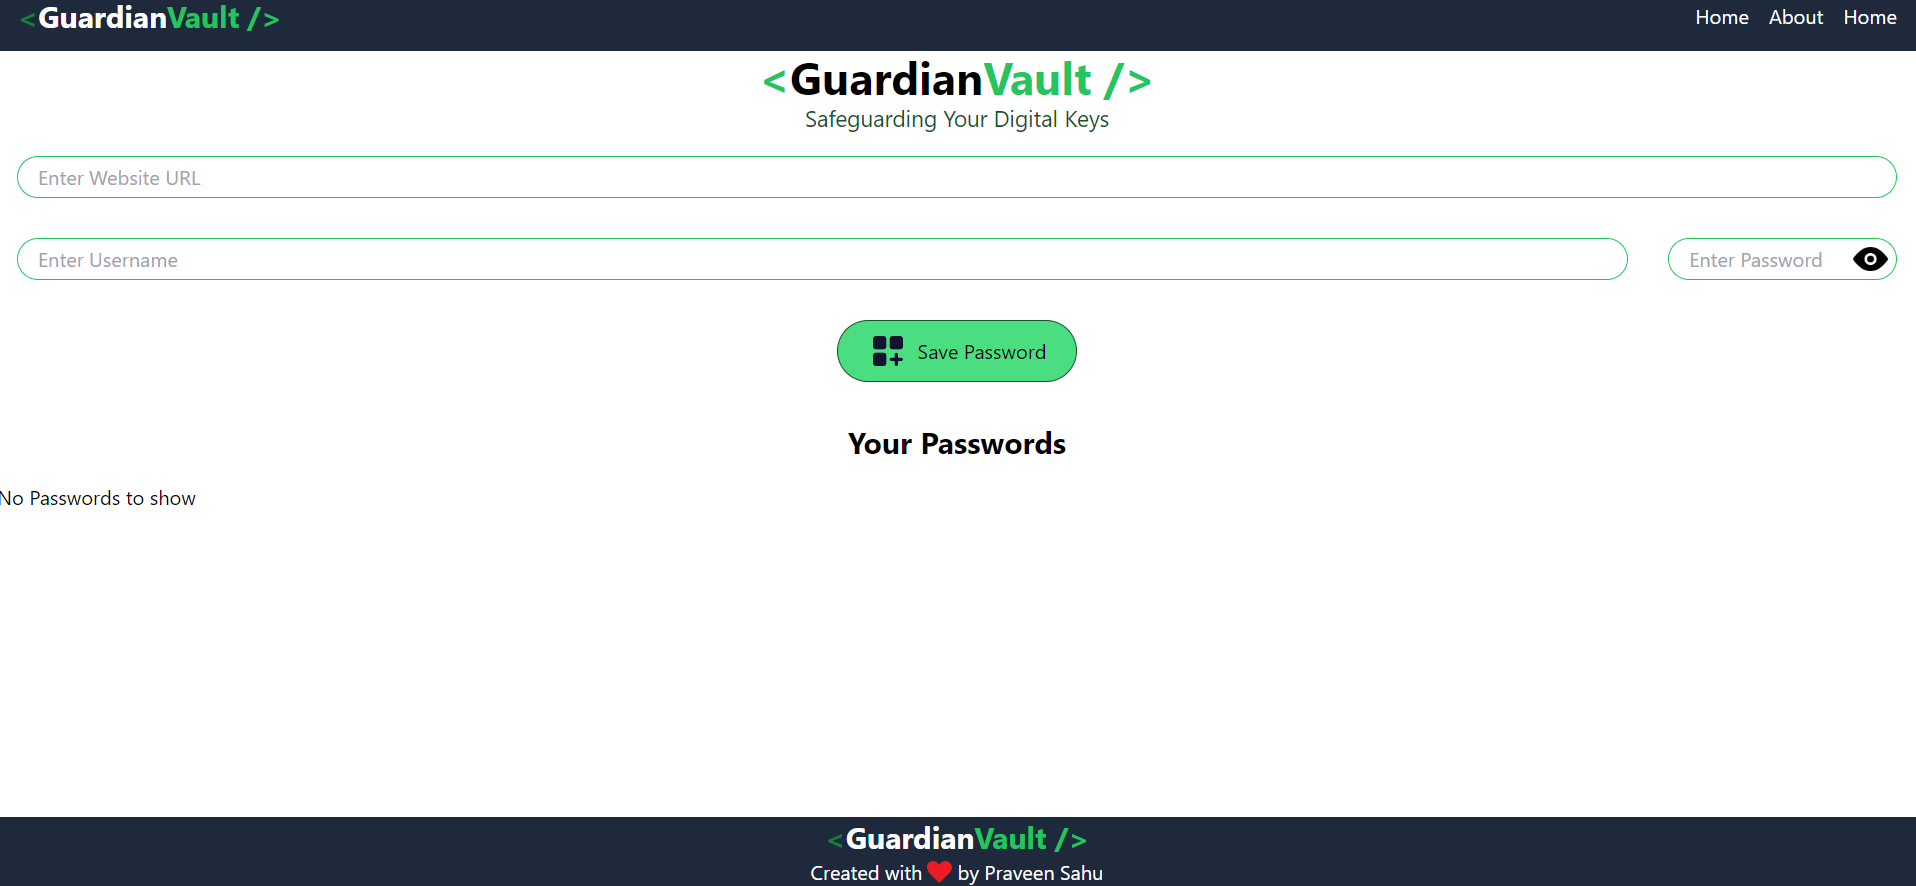 <GuardianVault />
Home About Home
<GuardianVault />
Safeguarding Your Digital Keys
Enter Website URL
Enter Username
Enter Password
Save Password
Your Passwords
No Passwords to show
<GuardianVault />
Created with ❤ by Praveen Sahu